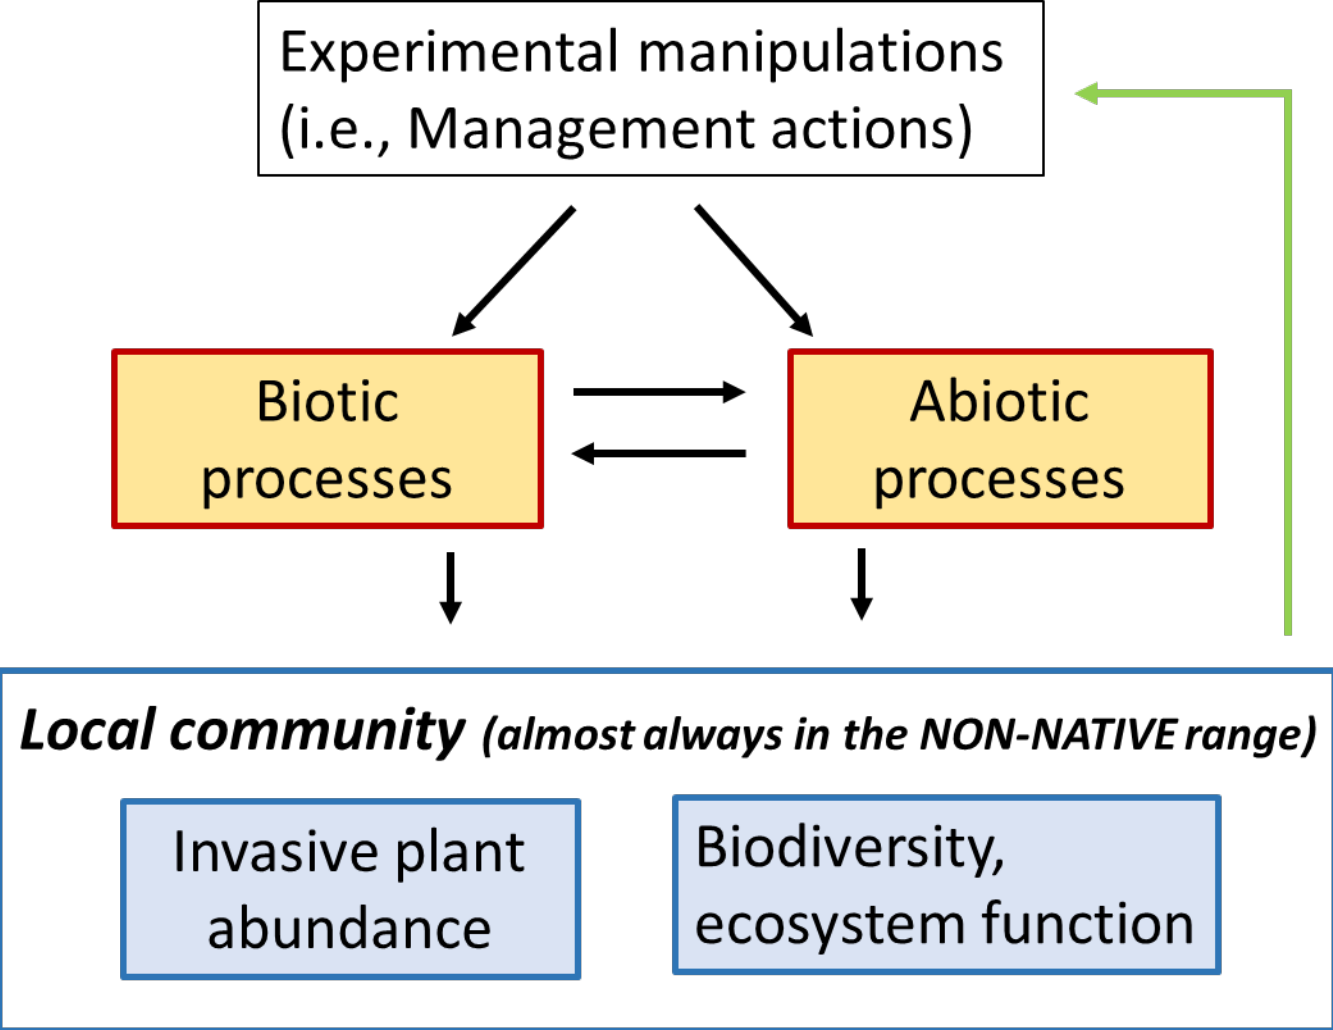 Experimental manipulations
(i.e., Management actions)
Biotic
processes
Abiotic
processes
Local community (almost always in the NON-NATIVE range)
Invasive plant
abundance
Biodiversity,
ecosystem function